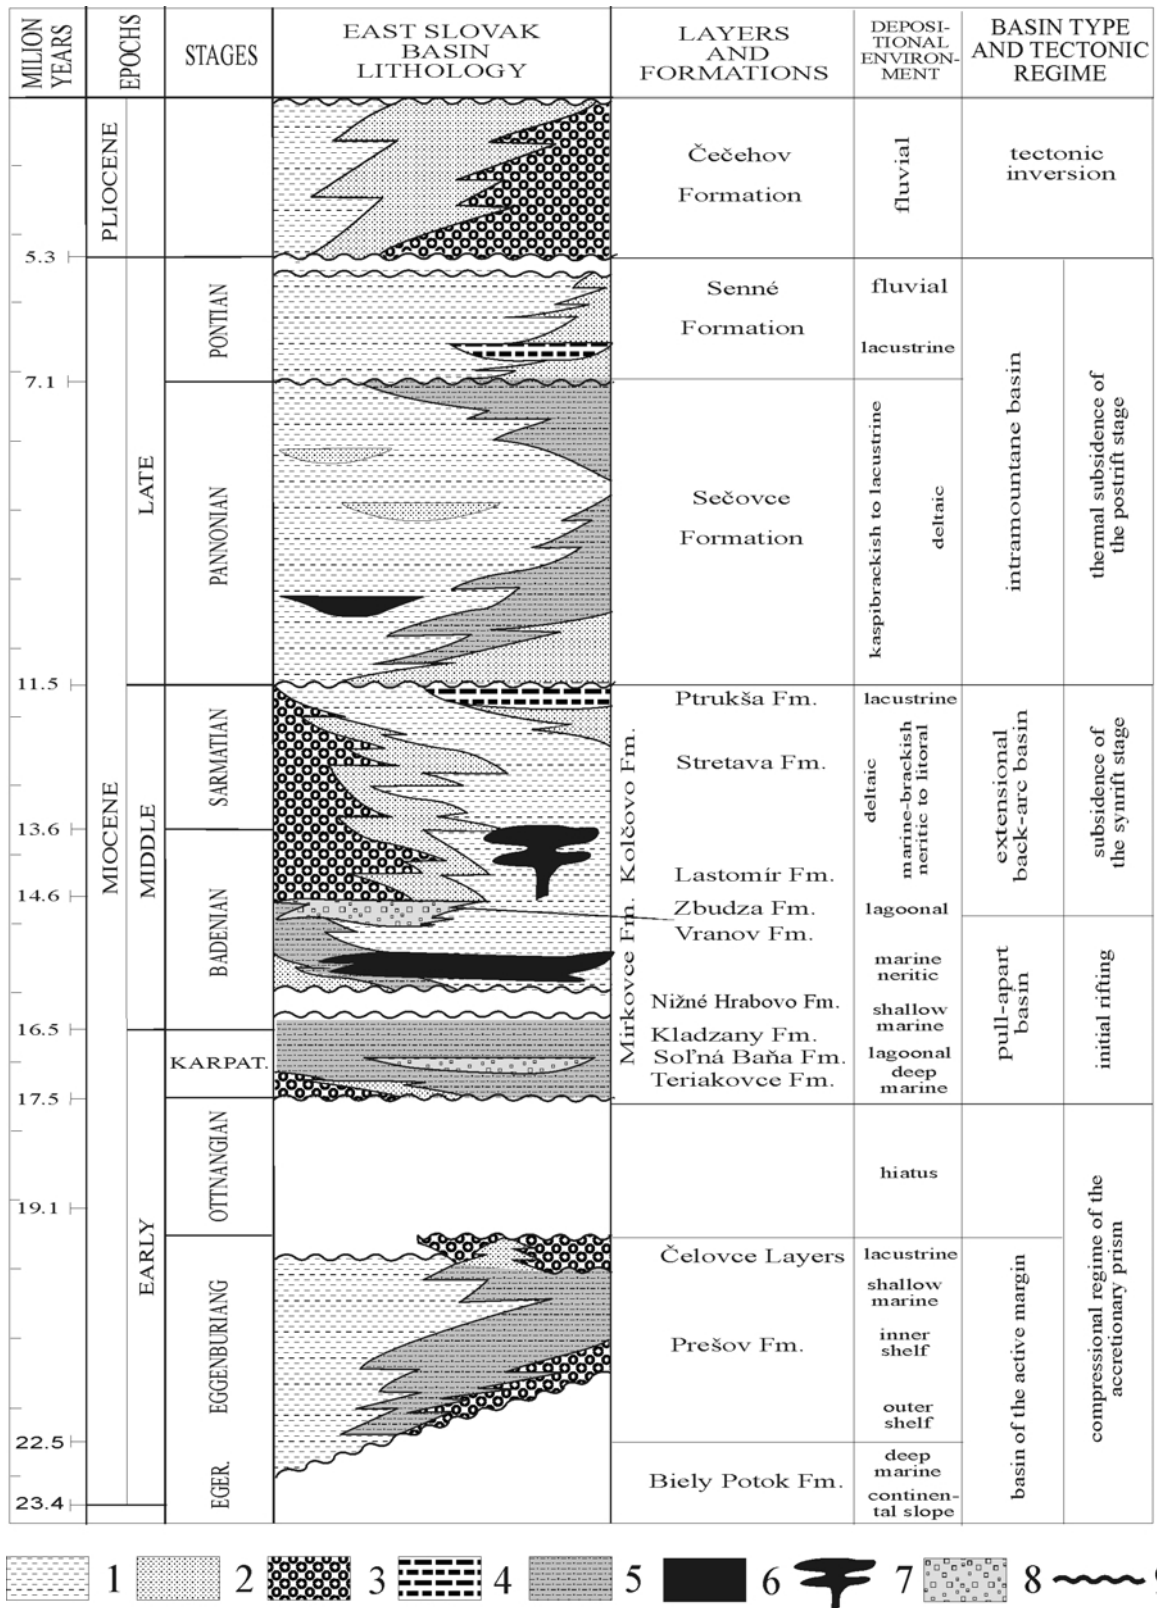 MILION
YEARS
EPOCHS
STAGES
EAST SLOVAK
BASIN
LITHOLOGY
LAYERS
AND
FORMATIONS
DEPOSI-
TIONAL
ENVIRON-
MENT
BASIN TYPE
AND TECTONIC
REGIME
PLIOCENE
Čečehov
Formation
fluvial
tectonic
inversion
5.3
MIOCENE
LATE
PONTIAN
Senné
Formation
fluvial
lacustrine
intramountane basin
thermal subsidence of
the postrift stage
7.1
PANNONIAN
Sečovce
Formation
kaspibrackish to lacustrine
deltaic
11.5
MIDDLE
SARMATIAN
Ptrukša Fm.
lacustrine
Stretava Fm.
Kolčovo Fm.
deltaic
marine-brackish
neritic to litoral
extensional
back-arc basin
subsidence of
the synrift stage
13.6
BADENIAN
Lastomír Fm.
14.6
Zbudza Fm.
lagoonal
Vranov Fm.
Mirkovce Fm.
marine
neritic
pull-apart
basin
initial rifting
Nižné Hrabovo Fm.
shallow
marine
16.5
EARLY
KARPAT.
Kladzany Fm.
Soľná Baňa Fm.
lagoonal
Teriakovce Fm.
deep
marine
17.5
OTTNANGIAN
hiatus
compressional regime of the
accretionary prism
19.1
EGGENBURIANG
Čelovce Layers
lacustrine
shallow
marine
Prešov Fm.
inner
shelf
outer
shelf
basin of the active margin
22.5
EGER.
Biely Potok Fm.
deep
marine
continen-
tal slope
23.4
1 2 3 4 5 6 7 8